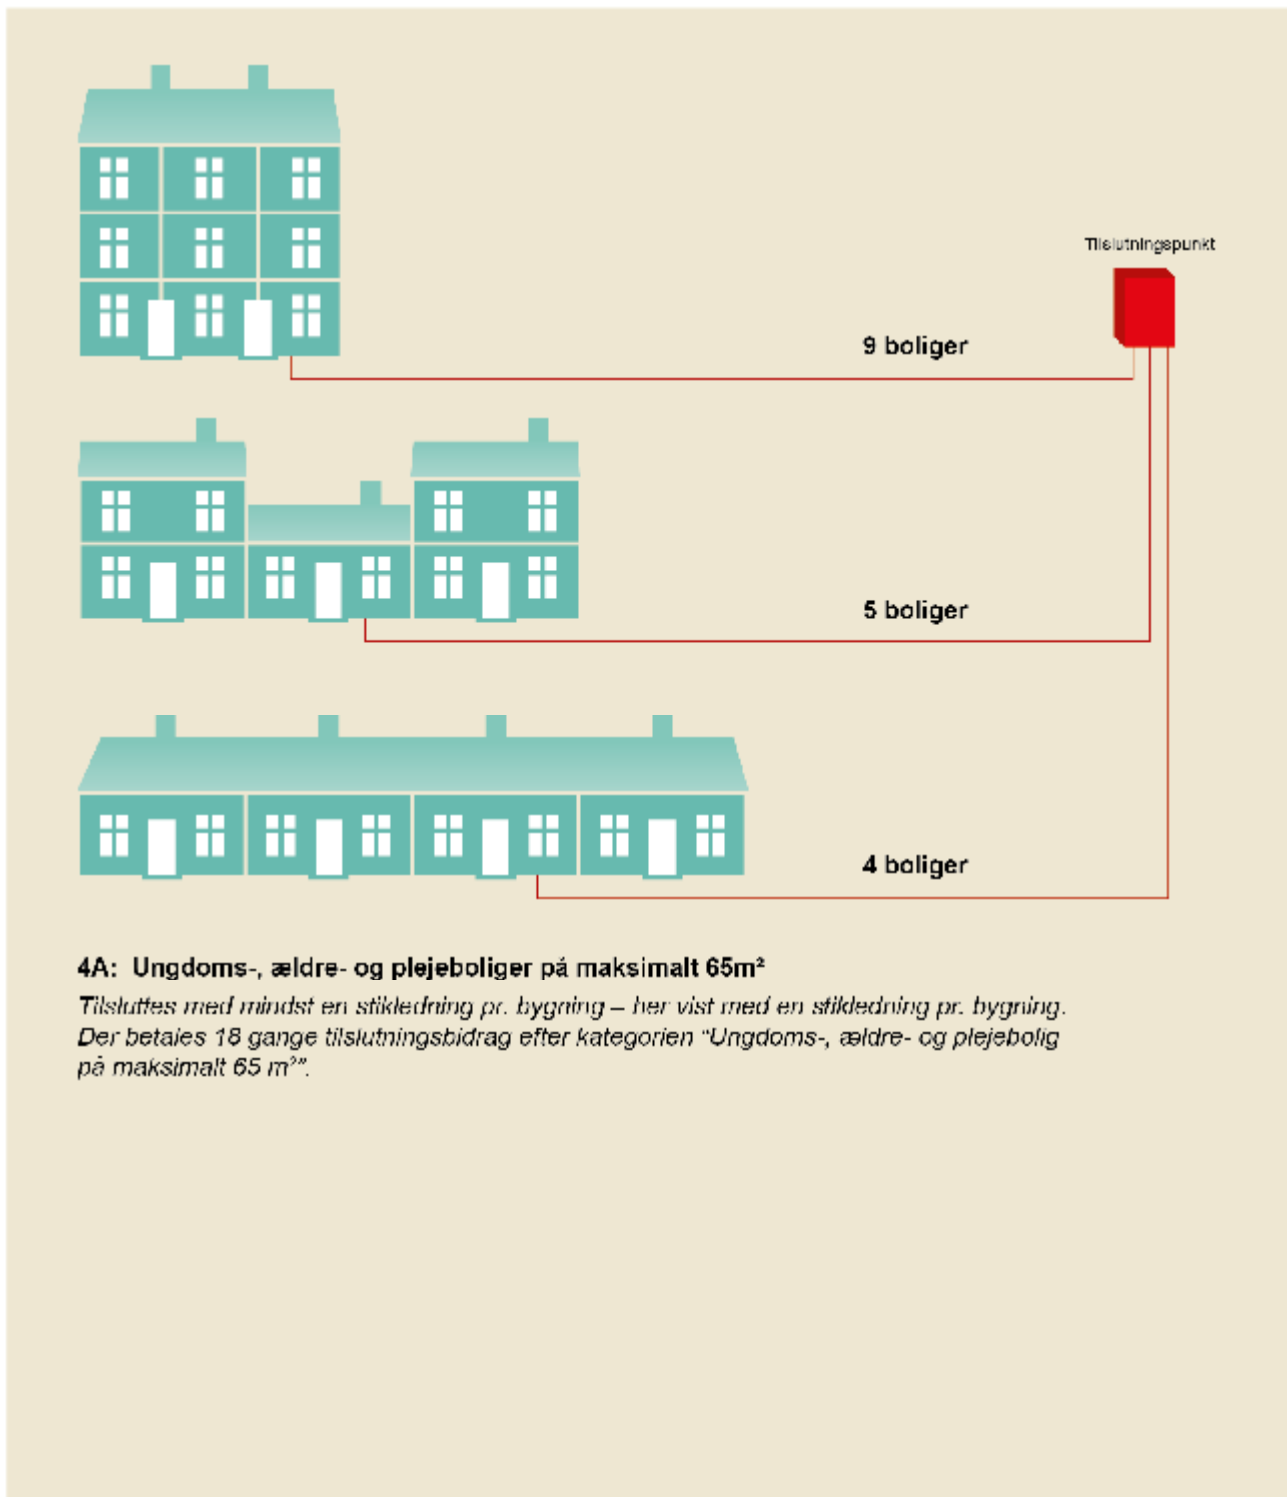 Tilslutningspunkt
9 boliger
5 boliger
4 boliger
4A: Ungdoms-, ældre- og plejeboliger på maksimalt 65m²
Tilsluttes med mindst en stikledning pr. bygning – her vist med en stikledning pr. bygning.
Der betales 18 gange tilslutningsbidrag efter kategorien "Ungdoms-, ældre- og plejebolig
på maksimalt 65 m²".